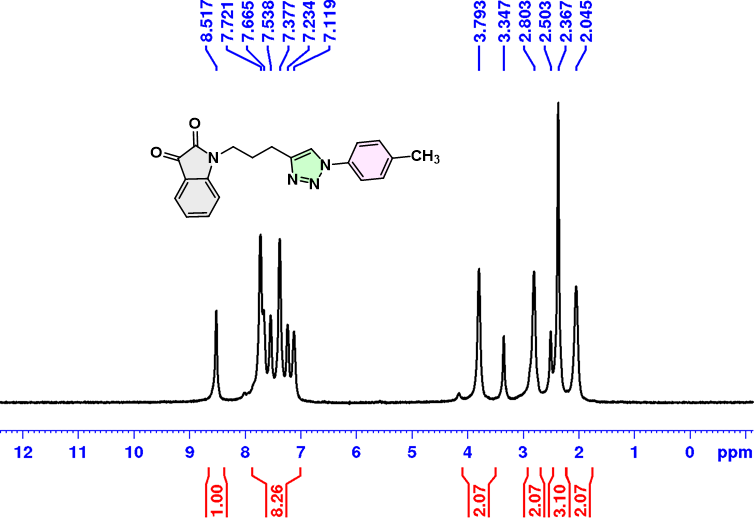 8.517
7.721
7.665
7.538
7.377
7.234
7.119
3.793
3.347
2.803
2.503
2.367
2.045
O
O
N
N
N
N
CH3
12 11 10 9 8 7 6 5 4 3 2 1 0 ppm
1.00
8.26
2.07
2.07
3.10
2.07